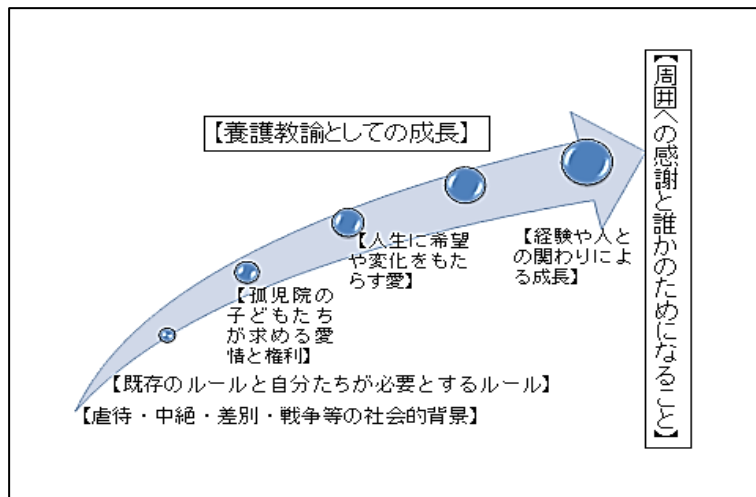 【養護教諭としての成長】
【周囲への感謝と誰かのためになること】
【経験や人と
の関わりによ
る成長】
【人生に希望
や変化をもた
らす愛】
【孤児院の
子どもたち
が求める愛
情と権利】
【既存のルールと自分たちが必要とするルール】
【虐待・中絶・差別・戦争等の社会的背景】